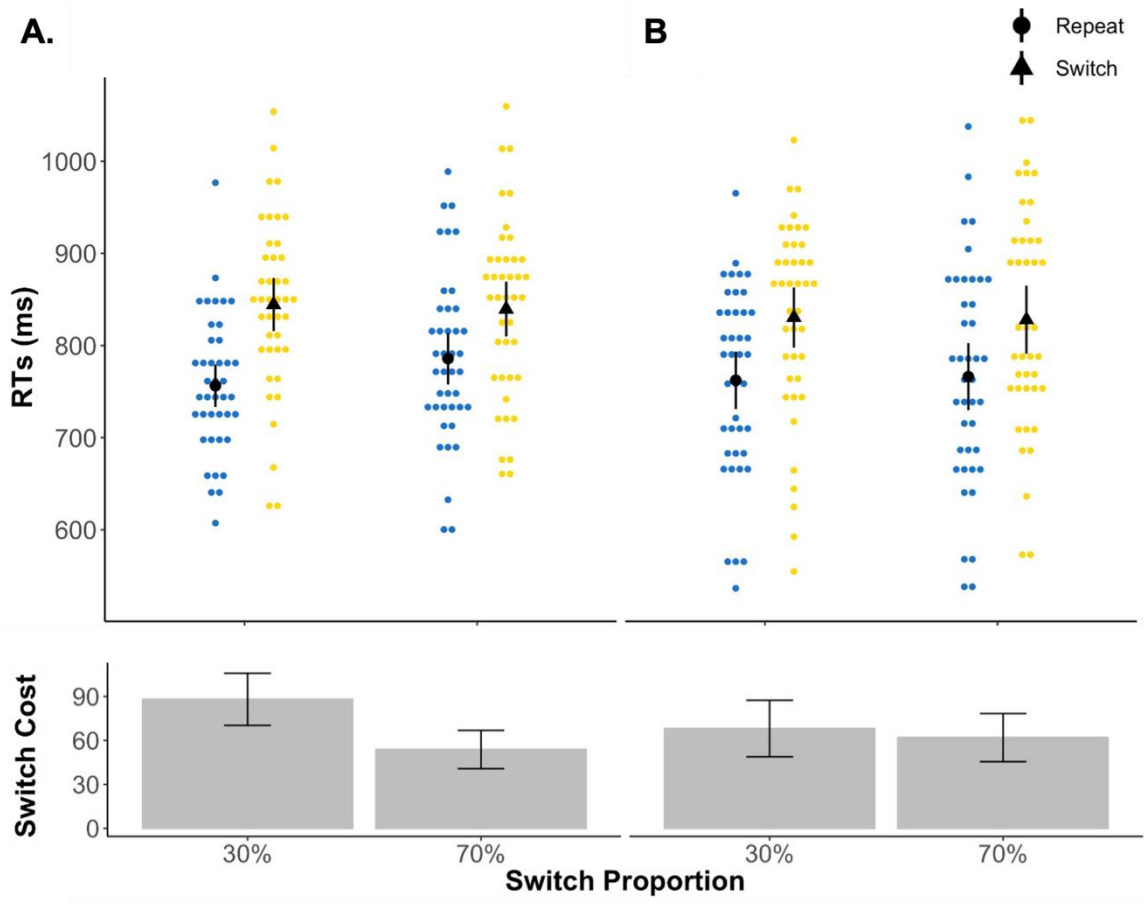 A.
B
Repeat
Switch
RTs (ms)
1000
900
800
700
600
Switch Cost
90
60
30
0
30%
70%
30%
70%
Switch Proportion